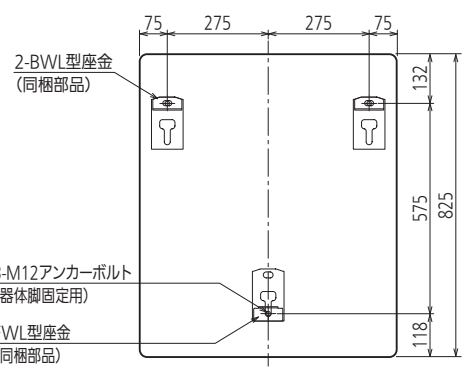 75 275 275 75
2-BWL型座金
(同梱部品)
132
575
825
118
-M12アンカーボルト
器体脚固定用)
WL型座金
同梱部品)